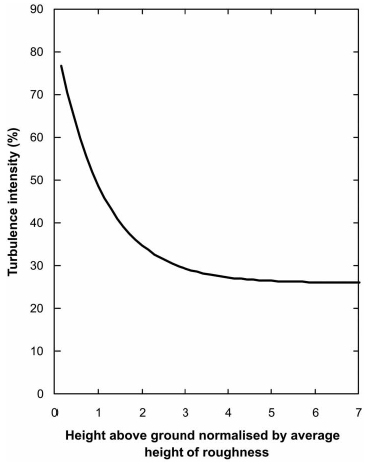 90
80
70
60
50
40
30
20
10
0
Turbulence intensity (%)
0 1 2 3 4 5 6 7
Height above ground normalised by average
height of roughness